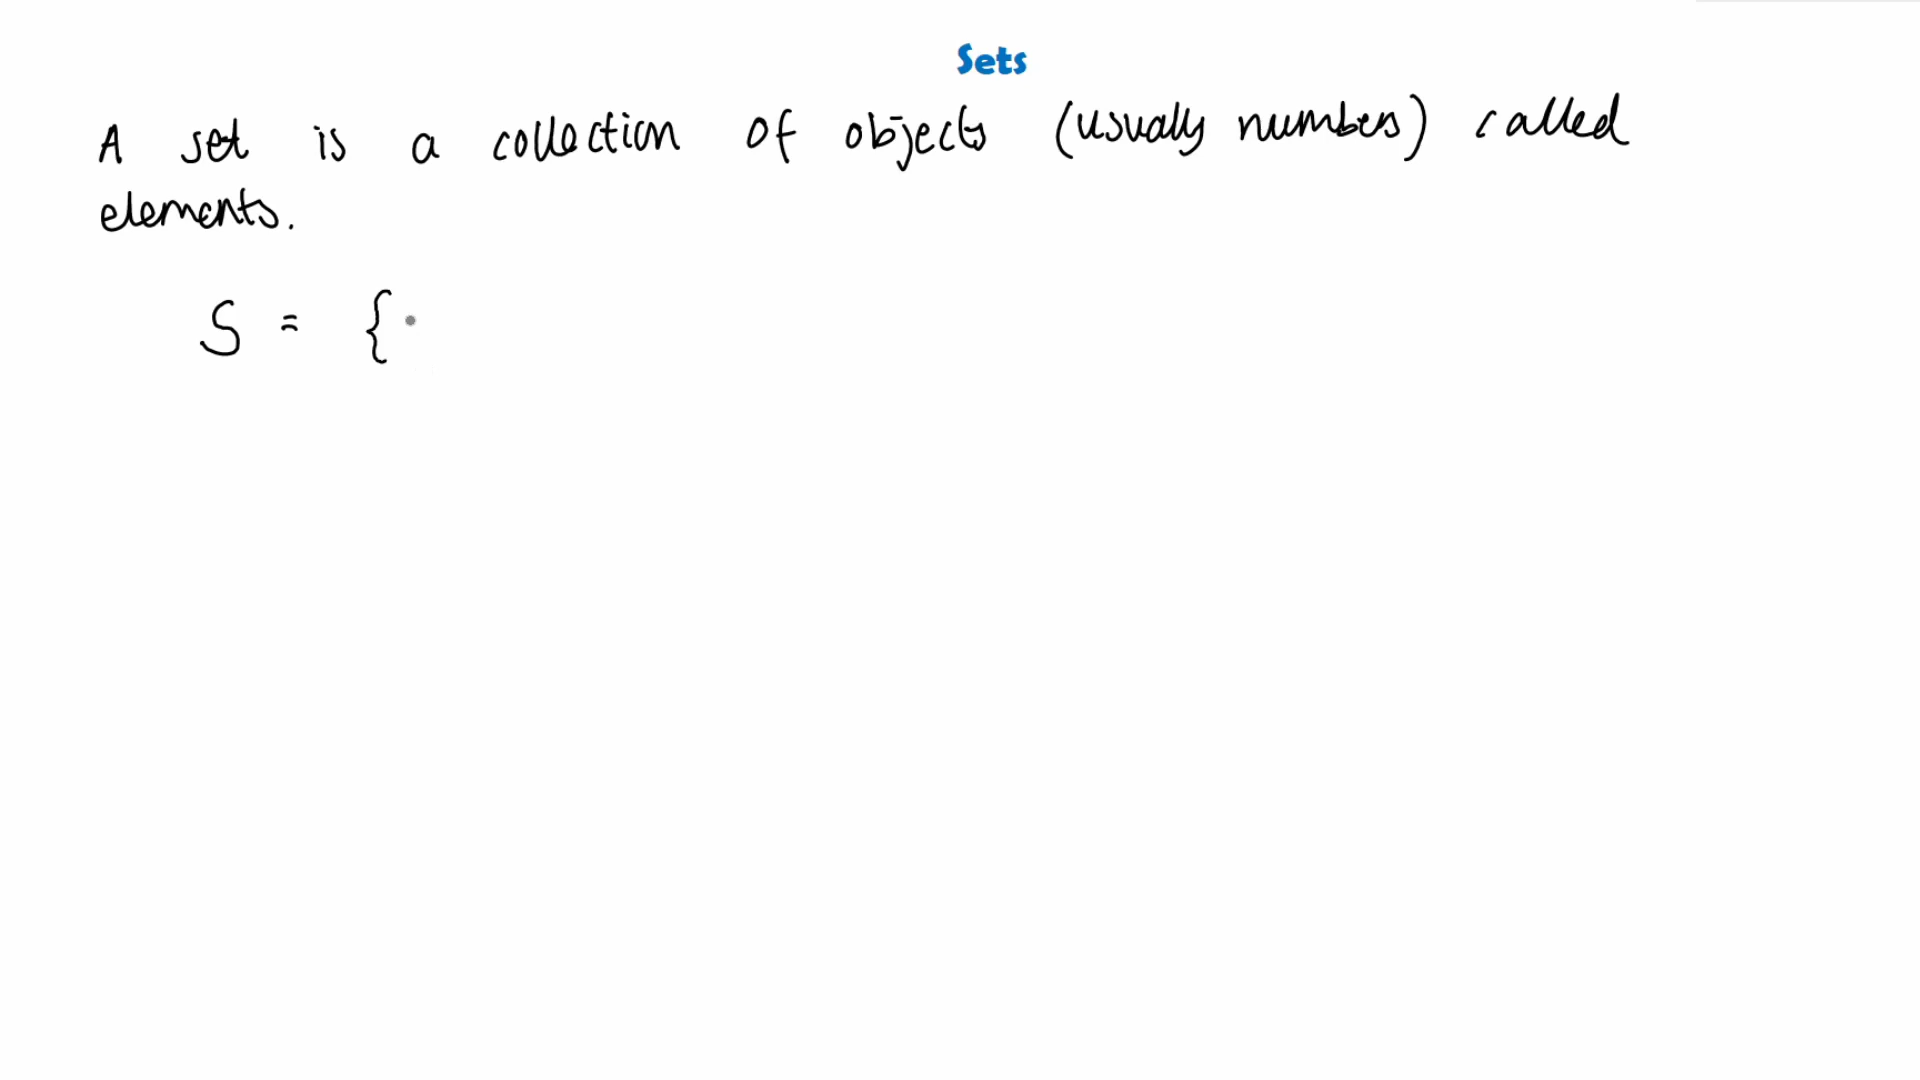 Sets
A set is a collection of objects (usually numbers) called
elements.
S = {